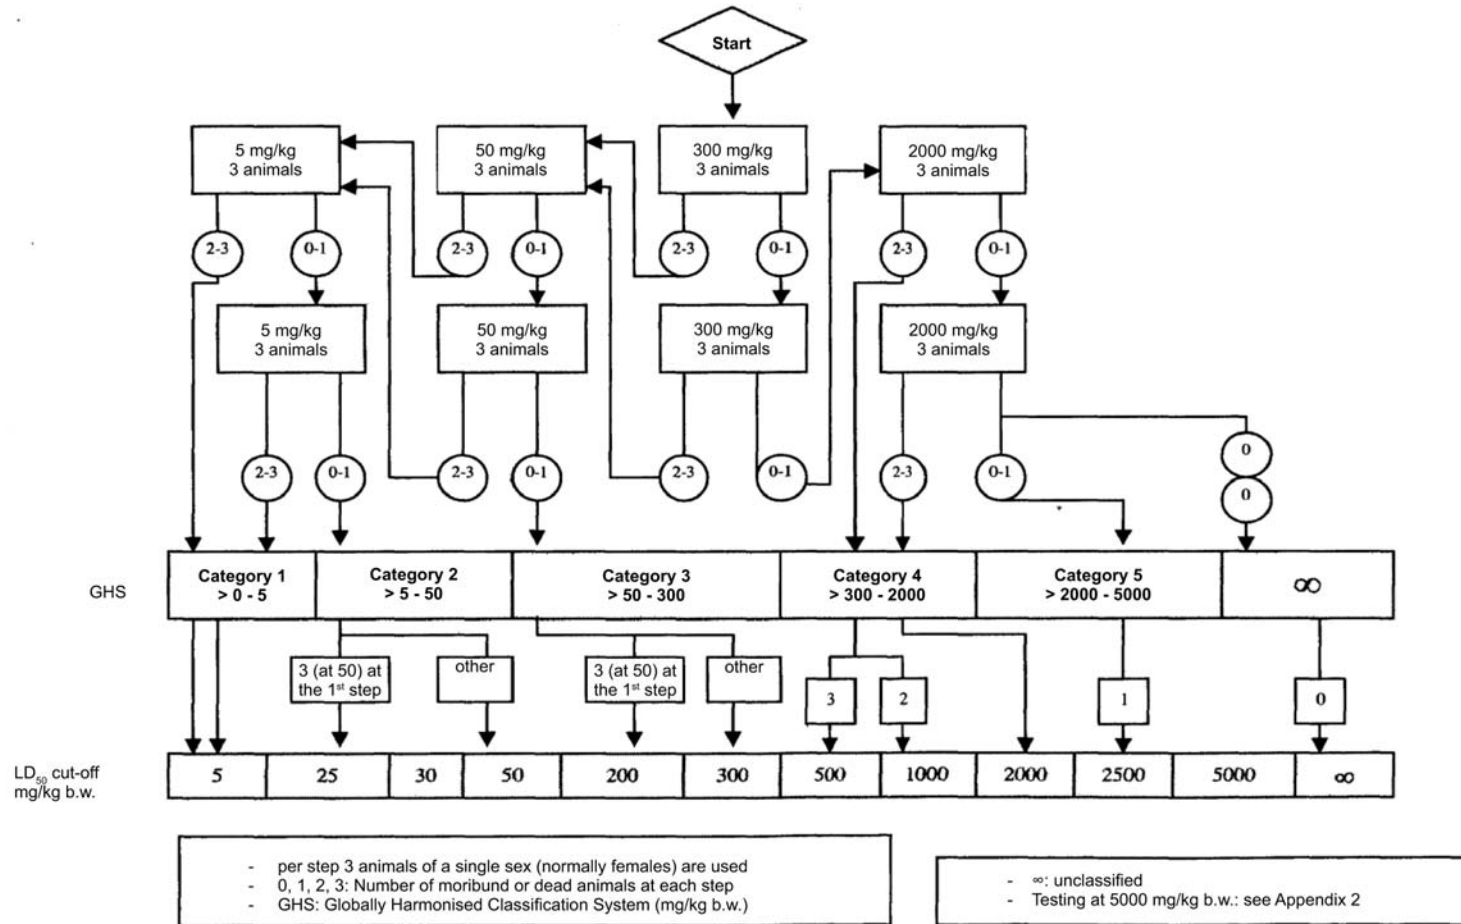 Start
5 mg/kg
3 animals
50 mg/kg
3 animals
300 mg/kg
3 animals
2000 mg/kg
3 animals
2-3
0-1
2-3
0-1
2-3
0-1
2-3
0-1
5 mg/kg
3 animals
50 mg/kg
3 animals
300 mg/kg
3 animals
2000 mg/kg
3 animals
2-3
0-1
2-3
0-1
2-3
0-1
2-3
0-1
0
0
GHS
Category 1
> 0 - 5
Category 2
> 5 - 50
Category 3
> 50 - 300
Category 4
> 300 - 2000
Category 5
> 2000 - 5000
∞
3 (at 50) at
the 1st step
other
3 (at 50) at
the 1st step
other
3
2
1
0
LD50 cut-off
mg/kg b.w.
5
25
30
50
200
300
500
1000
2000
2500
5000
∞
- per step 3 animals of a single sex (normally females) are used
- 0, 1, 2, 3: Number of moribund or dead animals at each step
- GHS: Globally Harmonised Classification System (mg/kg b.w.)
- ∞: unclassified
- Testing at 5000 mg/kg b.w.: see Appendix 2